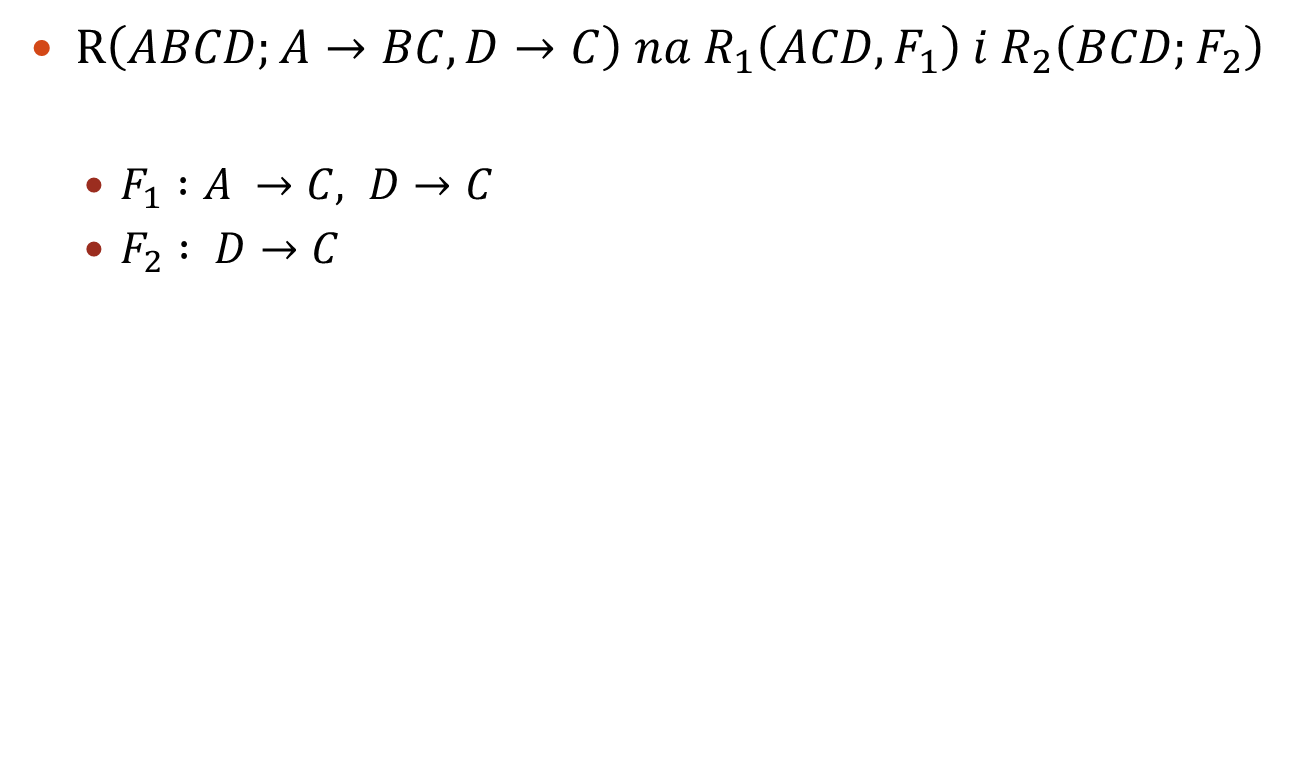 • R(ABCD; A → BC, D → C) na R₁(ACD, F₁) i R₂(BCD; F₂)
• F₁ : A → C, D → C
• F₂ : D → C